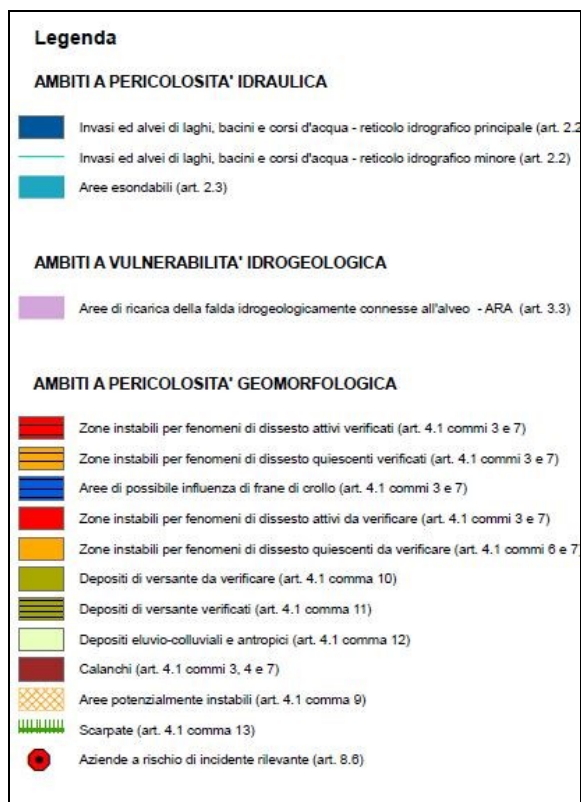 Legenda
AMBITI A PERICOLOSITA' IDRAULICA
Invasi ed alvei di laghi, bacini e corsi d'acqua - reticolo idrografico principale (art. 2.2
Invasi ed alvei di laghi, bacini e corsi d'acqua - reticolo idrografico minore (art. 2.2)
Aree esondabili (art. 2.3)
AMBITI A VULNERABILITA' IDROGEOLOGICA
Aree di ricarica della falda idrogeologicamente connesse all'alveo - ARA (art. 3.3)
AMBITI A PERICOLOSITA' GEOMORFOLOGICA
Zone instabili per fenomeni di dissesto attivi verificati (art. 4.1 commi 3 e 7)
Zone instabili per fenomeni di dissesto quiescenti verificati (art. 4.1 commi 3 e 7)
Aree di possibile influenza di frane di crollo (art. 4.1 commi 3 e 7)
Zone instabili per fenomeni di dissesto attivi da verificare (art. 4.1 commi 3 e 7)
Zone instabili per fenomeni di dissesto quiescenti da verificare (art. 4.1 commi 6 e 7)
Depositi di versante da verificare (art. 4.1 comma 10)
Depositi di versante verificati (art. 4.1 comma 11)
Depositi eluvio-colluviali e antropici (art. 4.1 comma 12)
Calanchi (art. 4.1 commi 3, 4 e 7)
Aree potenzialmente instabili (art. 4.1 comma 9)
Scarpate (art. 4.1 comma 13)
Aziende a rischio di incidente rilevante (art. 8.6)